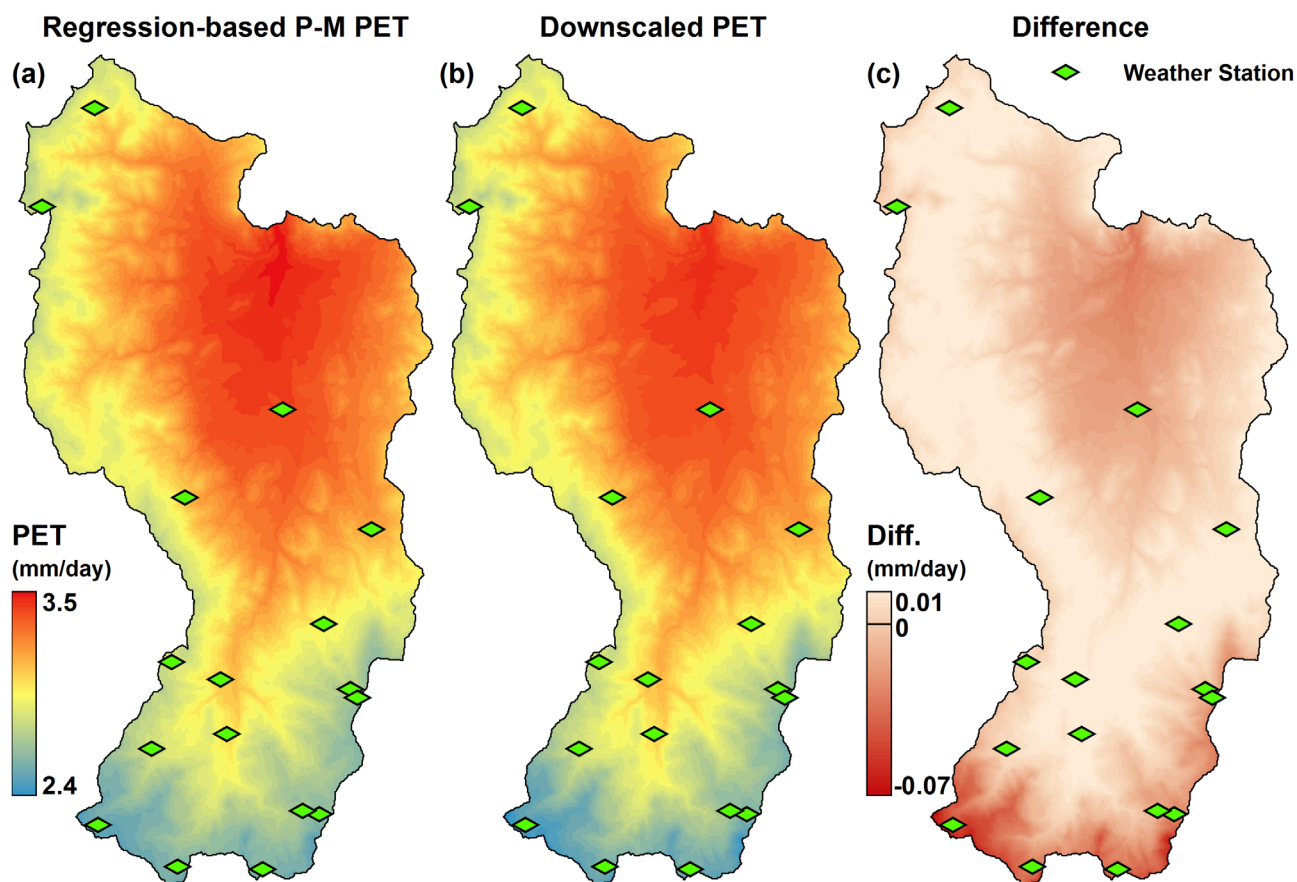 Regression-based P-M PET
Downscaled PET
Difference
(a)
(b)
(c)
Weather Station
PET
(mm/day)
3.5
2.4
Diff.
(mm/day)
0.01
0
-0.07